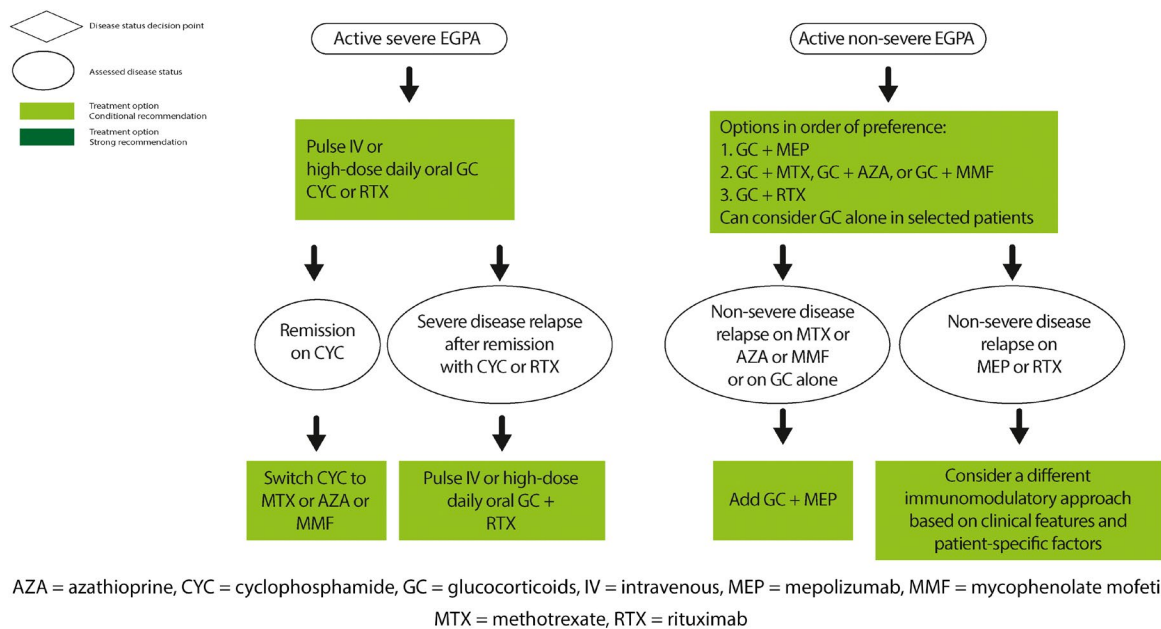 Disease status decision point
Assessed disease status
Treatment option
Conditional recommendation
Treatment option
Strong recommendation
Active severe EGPA
Pulse IV or
high-dose daily oral GC
CYC or RTX
Remission
on CYC
Severe disease relapse
after remission
with CYC or RTX
Switch CYC to
MTX or AZA or
MMF
Pulse IV or high-dose
daily oral GC +
RTX
Active non-severe EGPA
Options in order of preference:
1. GC + MEP
2. GC + MTX, GC + AZA, or GC + MMF
3. GC + RTX
Can consider GC alone in selected patients
Non-severe disease
relapse on MTX or
AZA or MMF
or on GC alone
Non-severe disease
relapse on
MEP or RTX
Add GC + MEP
Consider a different
immunomodulatory approach
based on clinical features and
patient-specific factors
AZA = azathioprine, CYC = cyclophosphamide, GC = glucocorticoids, IV = intravenous, MEP = mepolizumab, MMF = mycophenolate mofeti
MTX = methotrexate, RTX = rituximab